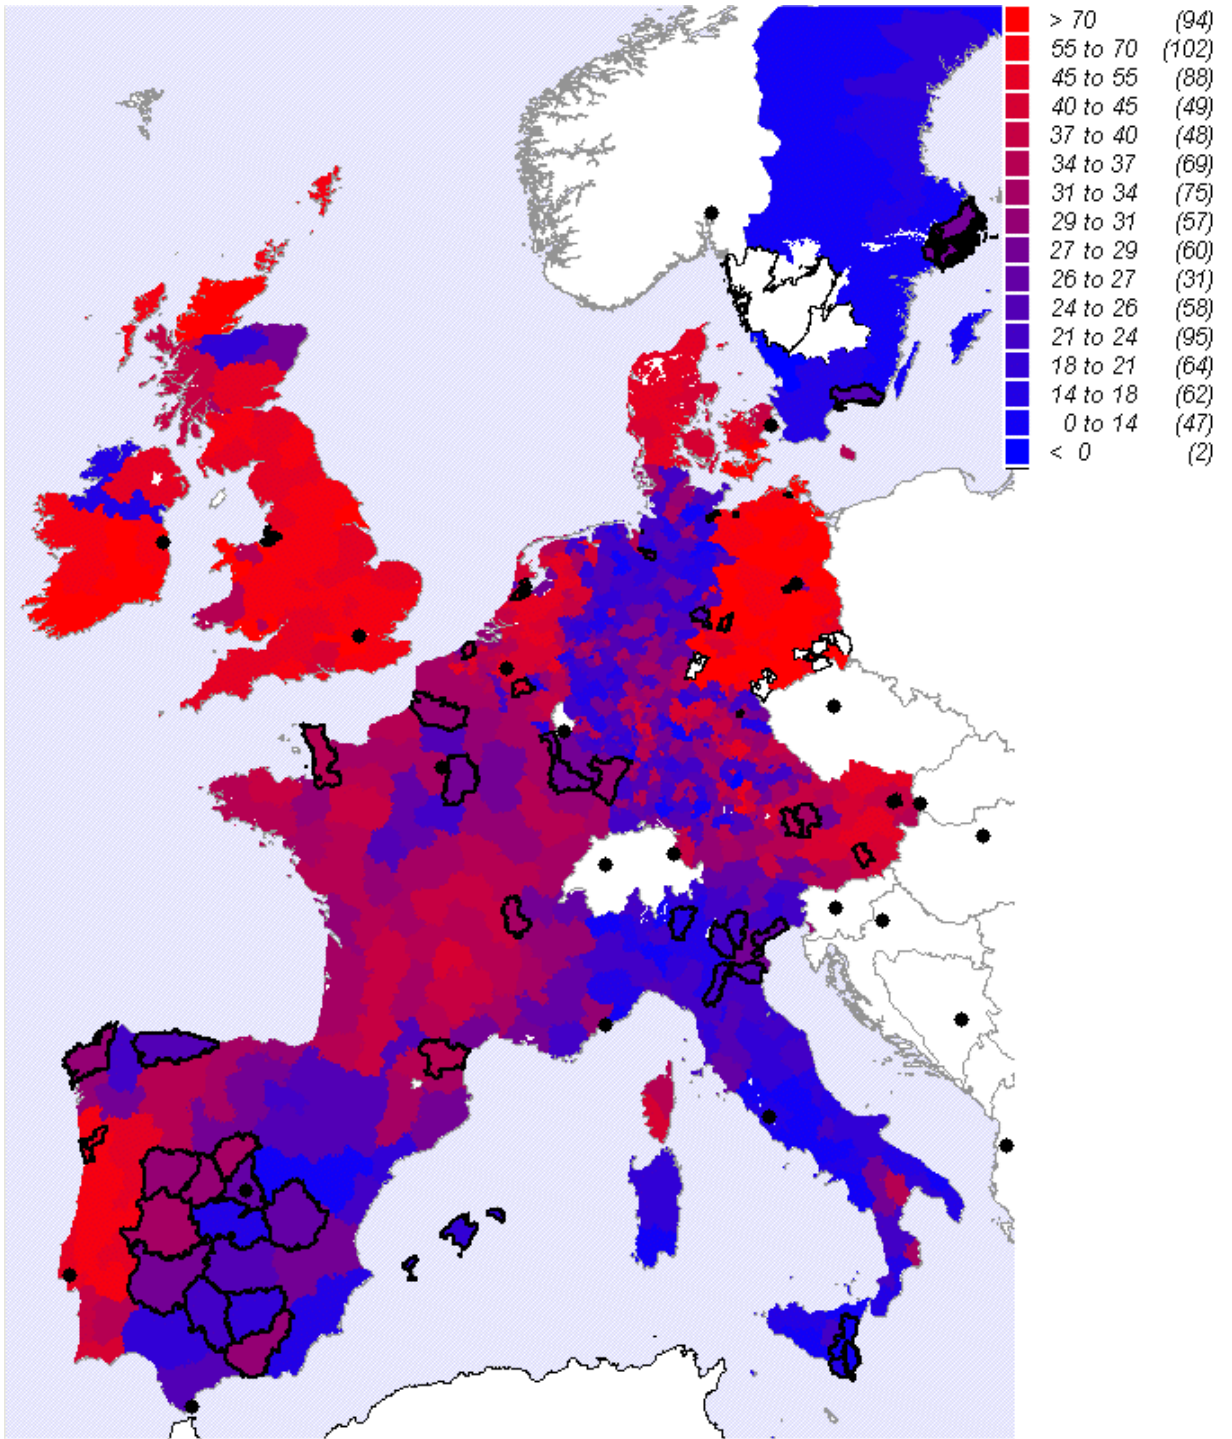 > 70 (94)
55 to 70 (102)
45 to 55 (88)
40 to 45 (49)
37 to 40 (48)
34 to 37 (69)
31 to 34 (75)
29 to 31 (57)
27 to 29 (60)
26 to 27 (31)
24 to 26 (58)
21 to 24 (95)
18 to 21 (64)
14 to 18 (62)
0 to 14 (47)
< 0 (2)